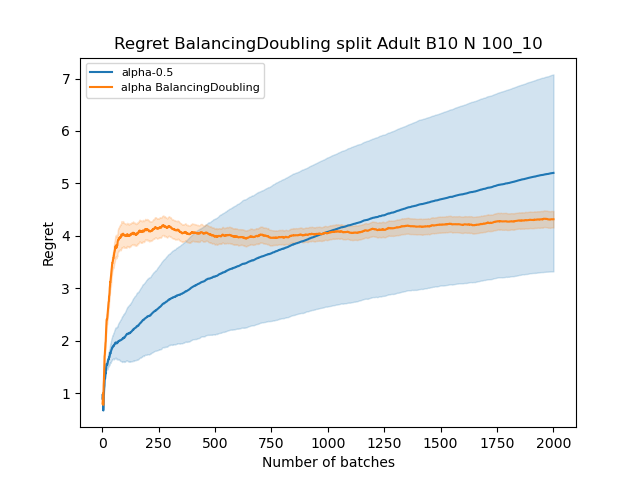 Regret BalancingDoubling split Adult B10 N 100_10
alpha-0.5
alpha BalancingDoubling
7
6
5
4
3
2
1
Regret
0 250 500 750 1000 1250 1500 1750 2000
Number of batches